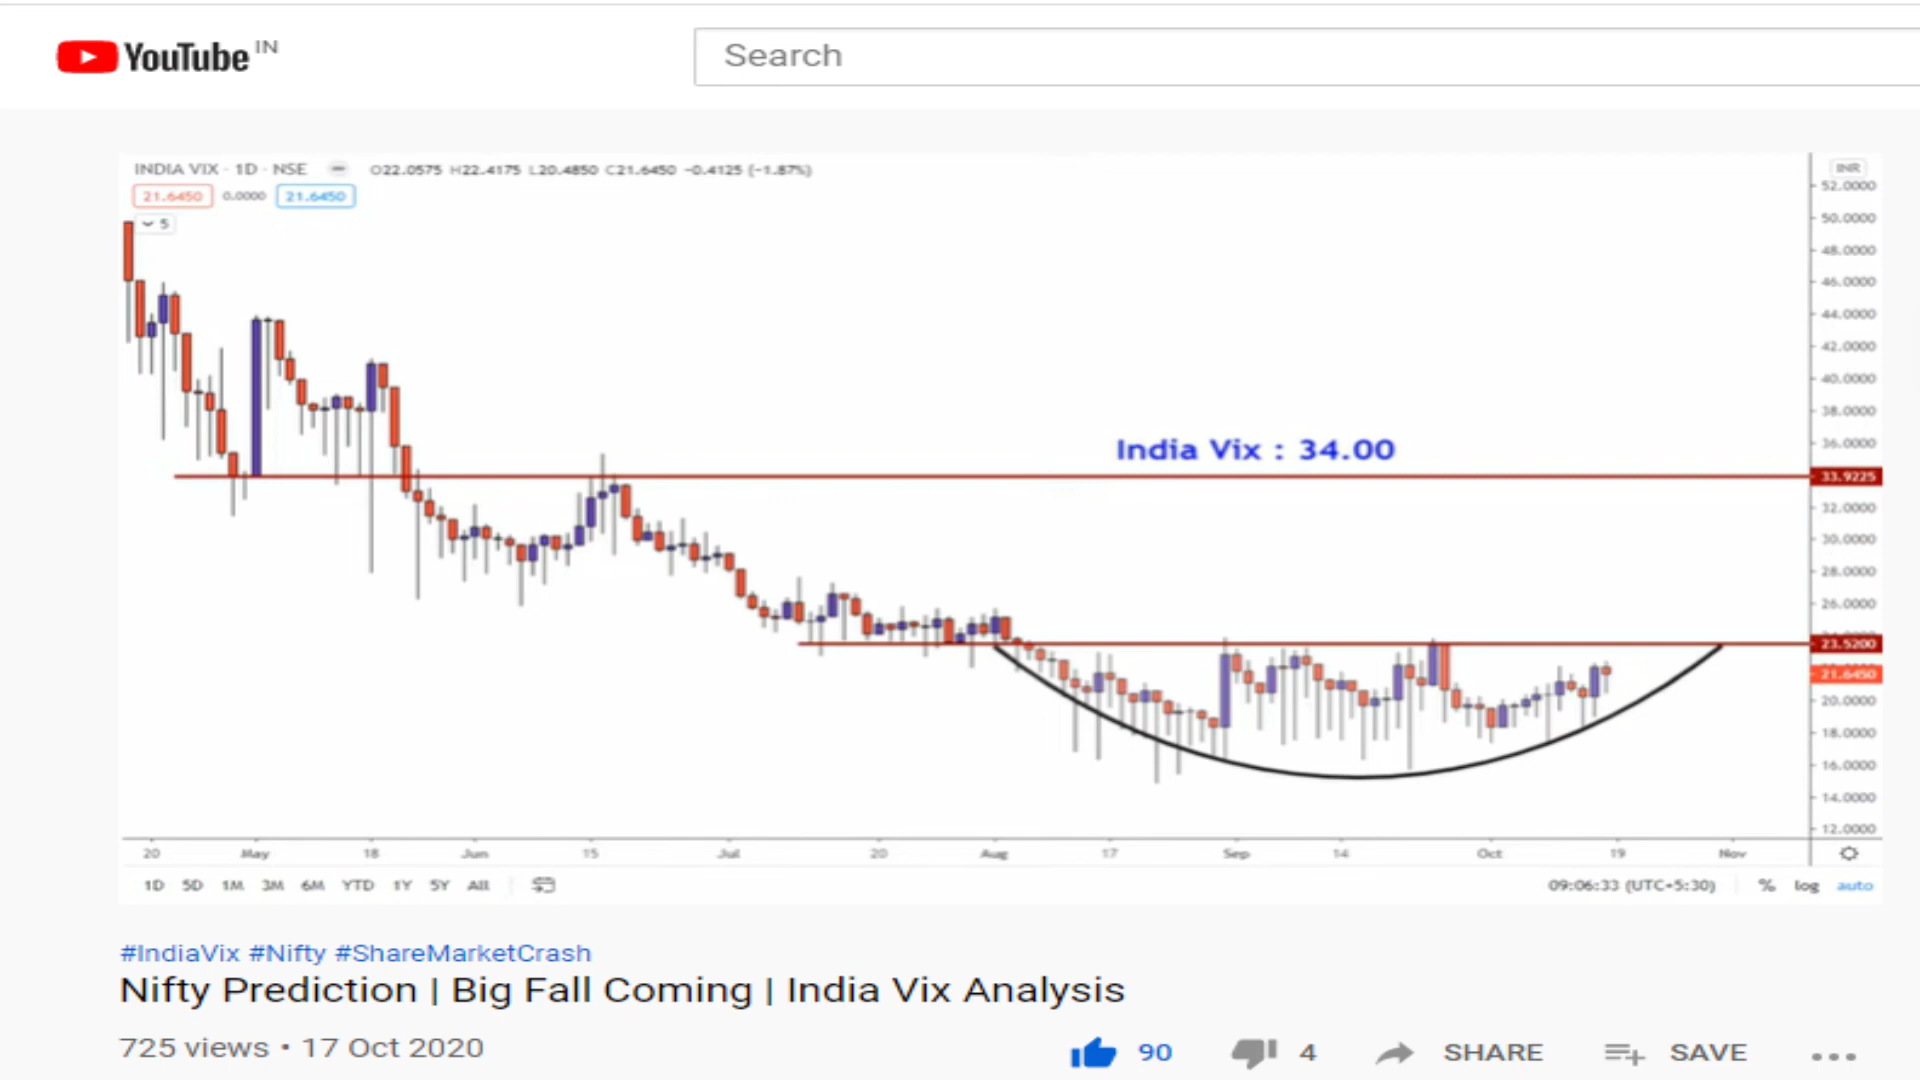 YouTube IN
Search
INDIA VIX · 1D · NSE O22.0575 H22.4175 L20.4850 C21.6450 −0.4125 (−1.87%)
INR
21.6450 0.0000 21.6450
5
52.0000
50.0000
48.0000
46.0000
44.0000
42.0000
40.0000
38.0000
36.0000
India Vix : 34.00
33.9225
32.0000
30.0000
28.0000
26.0000
23.5200
21.6450
20.0000
18.0000
16.0000
14.0000
12.0000
20 May 18 Jun 15 Jul 20 Aug 17 Sep 14 Oct 19 Nov
1D 5D 1M 3M 6M YTD 1Y 5Y All 09:06:33 (UTC+5:30) % log auto
#IndiaVix #Nifty #ShareMarketCrash
Nifty Prediction | Big Fall Coming | India Vix Analysis
725 views • 17 Oct 2020 90 4 SHARE SAVE